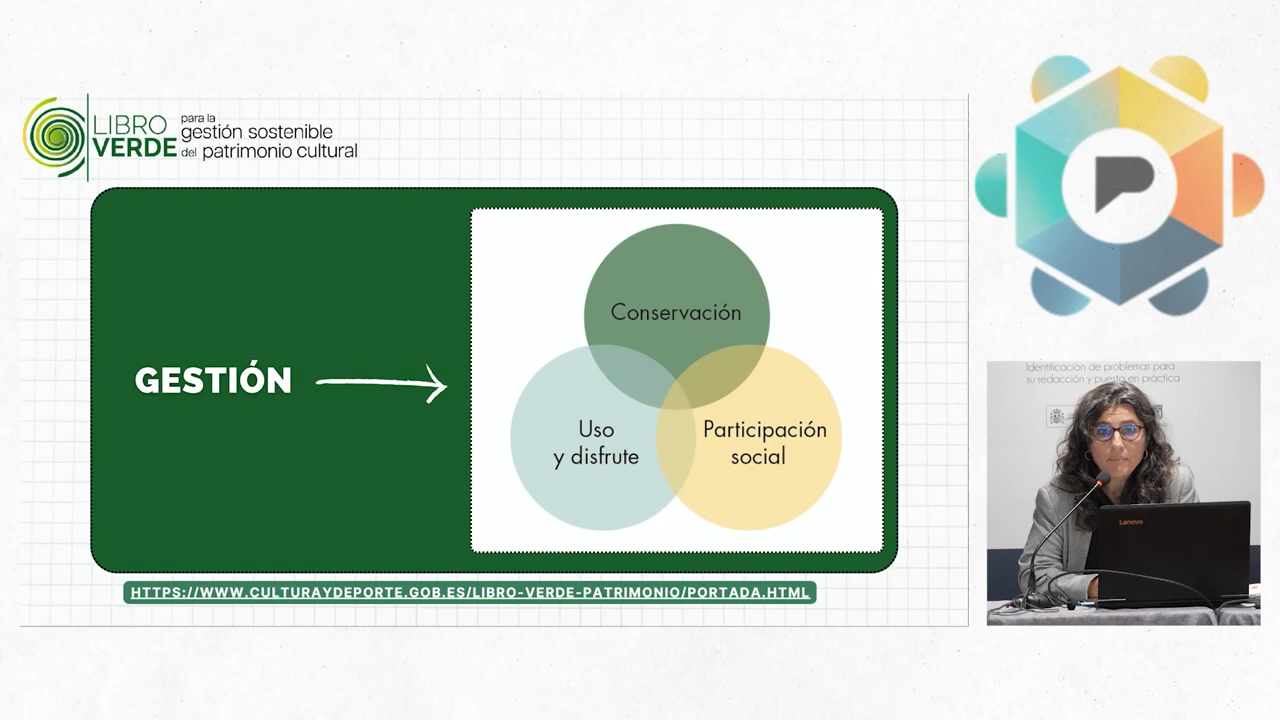 LIBRO
VERDE
para la
gestión sostenible
del patrimonio cultural
GESTIÓN
Conservación
Uso
y disfrute
Participación
social
HTTPS://WWW.CULTURAYDEPORTE.GOB.ES/LIBRO-VERDE-PATRIMONIO/PORTADA.HTML
Identificación de problemas para
su redacción y puesta en práctica
Lenovo